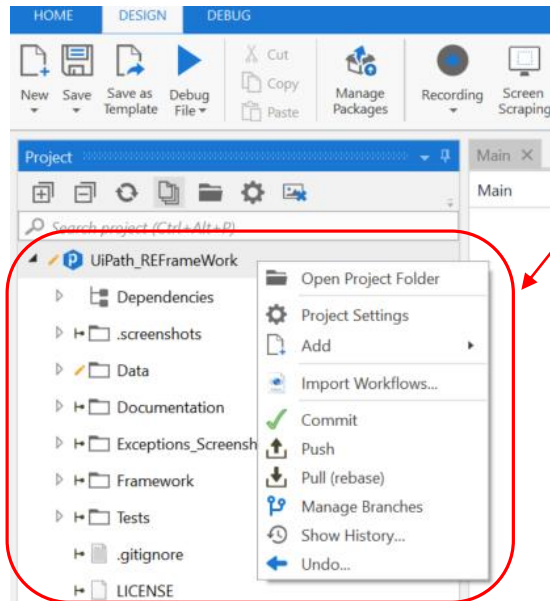 HOME DESIGN DEBUG
New Save Save as Template Debug File Cut Copy Paste Manage Packages Recording Screen Scraping
Project
Main
Search project (Ctrl+Alt+P)
Main
UiPath_REFrameWork
Dependencies
.screenshots
Data
Documentation
Exceptions_Screensh
Framework
Tests
.gitignore
LICENSE
Open Project Folder
Project Settings
Add
Import Workflows...
Commit
Push
Pull (rebase)
Manage Branches
Show History...
Undo...